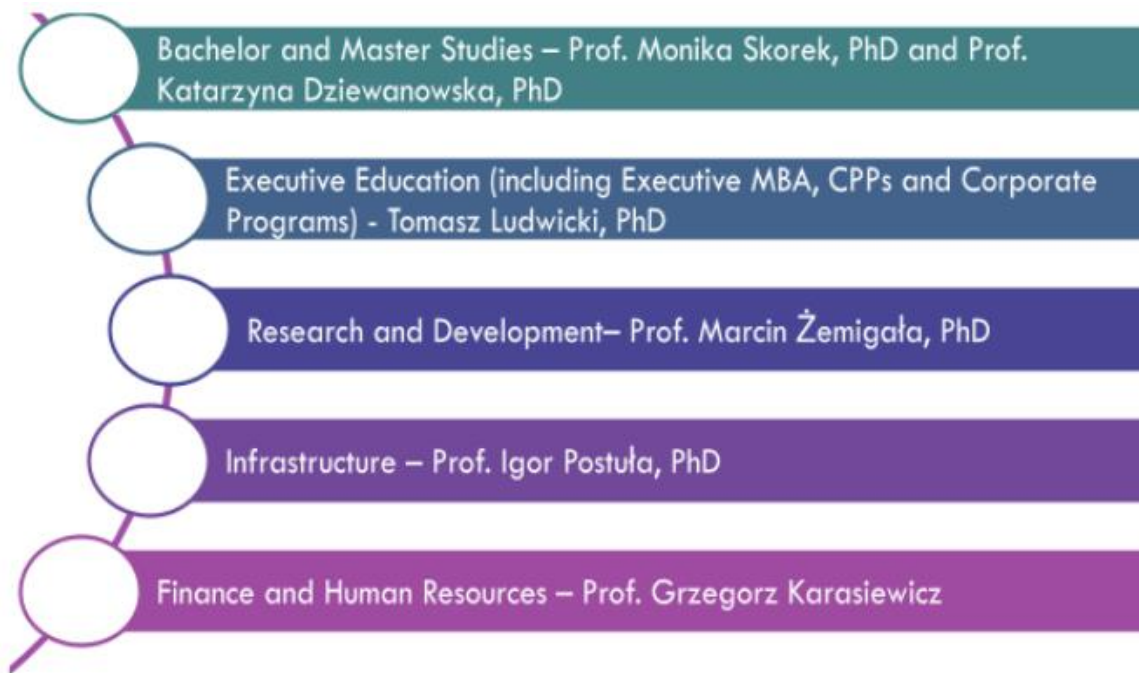 Bachelor and Master Studies – Prof. Monika Skorek, PhD and Prof.
Katarzyna Dziewanowska, PhD
Executive Education (including Executive MBA, CPPs and Corporate
Programs) - Tomasz Ludwicki, PhD
Research and Development– Prof. Marcin Żemigała, PhD
Infrastructure – Prof. Igor Postuła, PhD
Finance and Human Resources – Prof. Grzegorz Karasiewicz